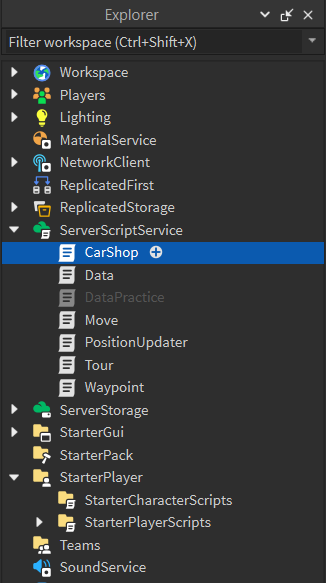 Explorer
Filter workspace (Ctrl+Shift+X)
Workspace
Players
Lighting
MaterialService
NetworkClient
ReplicatedFirst
ReplicatedStorage
ServerScriptService
CarShop
Data
DataPractice
Move
PositionUpdater
Tour
Waypoint
ServerStorage
StarterGui
StarterPack
StarterPlayer
StarterCharacterScripts
StarterPlayerScripts
Teams
SoundService